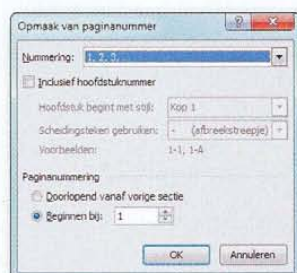 Opmaak van paginanummer
Nummering: 1, 2, 3, ...
Inclusief hoofdstuknummer
Hoofdstuk begint met stijl: Kop 1
Scheidingsteken gebruiken: - (afbreekstreepje)
Voorbeelden: 1-1, 1-A
Paginanummering
Doorlopend vanaf vorige sectie
Beginnen bij: 1
OK Annuleren